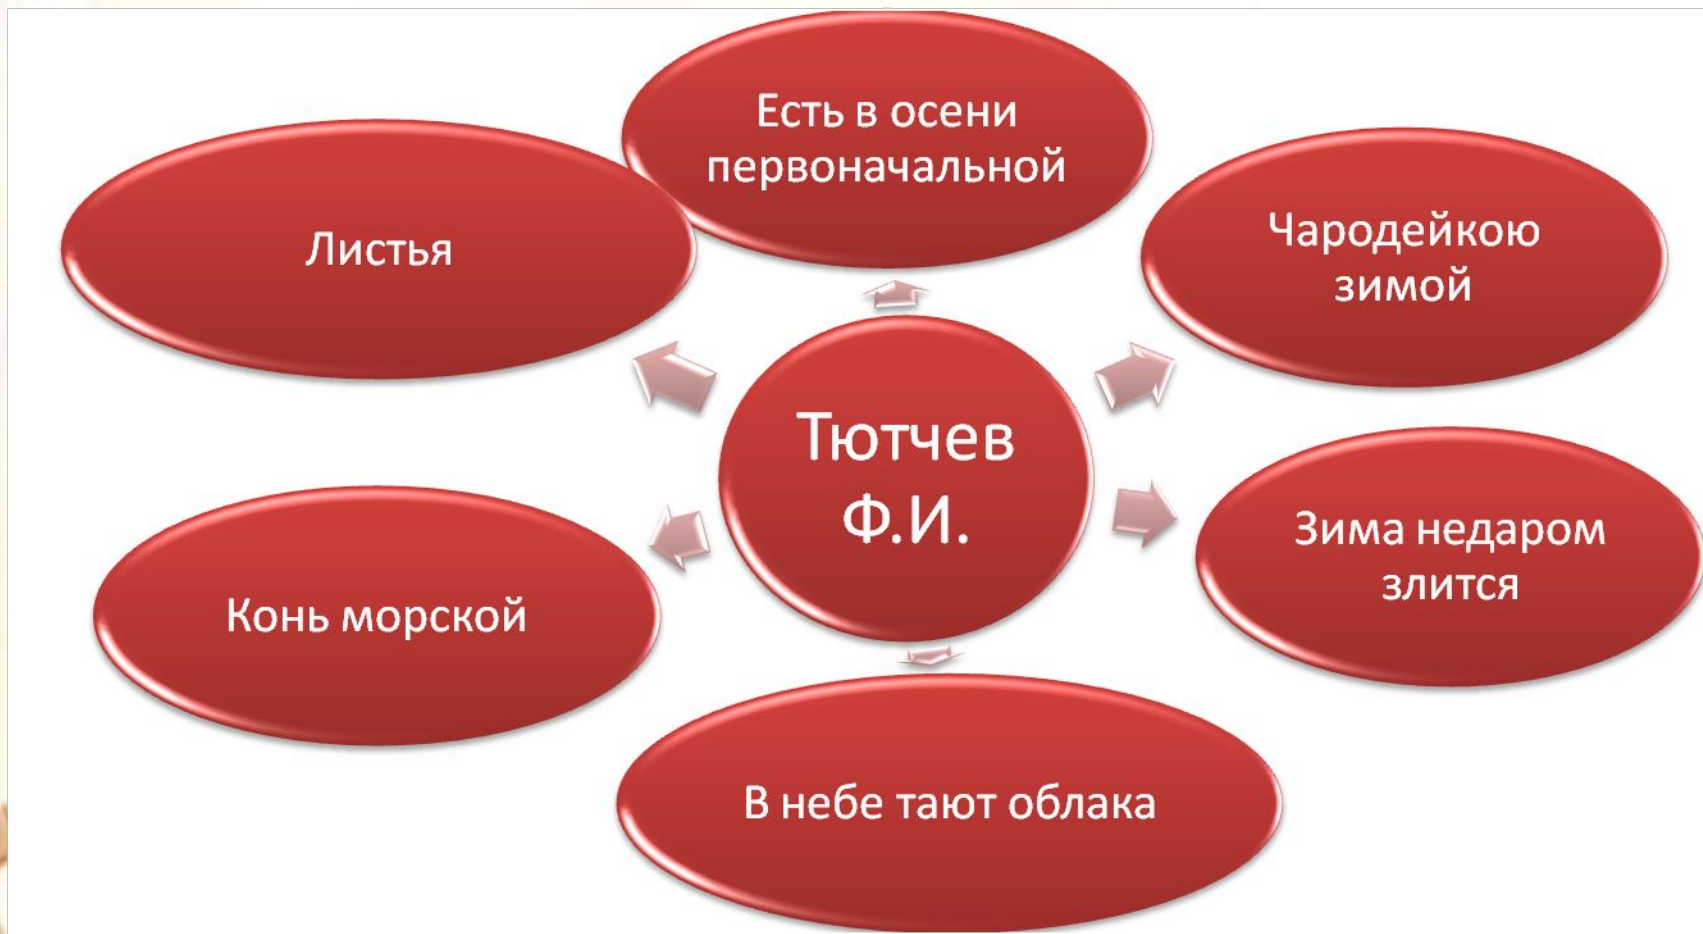 Есть в осени
первоначальной
Листья
Чародейкою
зимой
Тютчев
Ф.И.
Зима недаром
злится
Конь морской
В небе тают облака